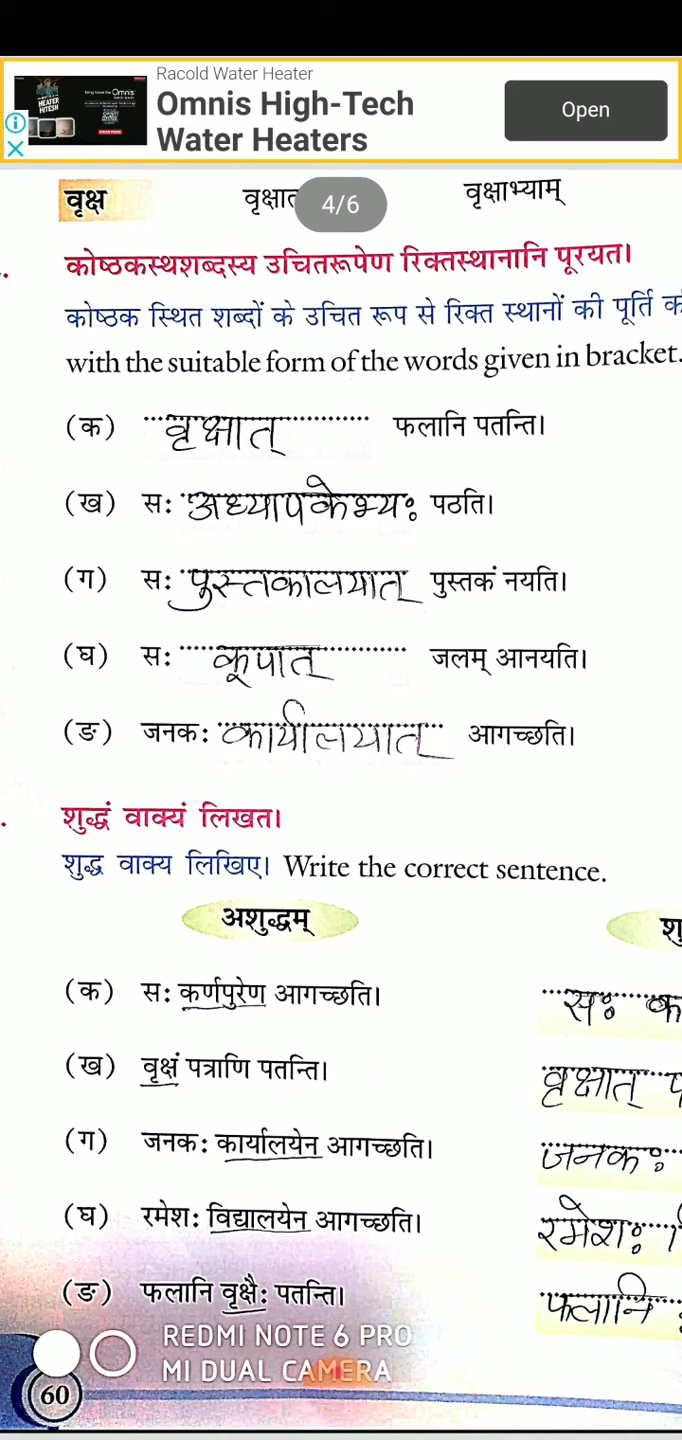 Racold Water Heater
Omnis High-Tech
Water Heaters
Open
वृक्ष वृक्षात् 4/6 वृक्षाभ्याम्
कोष्ठकस्थशब्दस्य उचितरूपेण रिक्तस्थानानि पूरयत।
कोष्ठक स्थित शब्दों के उचित रूप से रिक्त स्थानों की पूर्ति
with the suitable form of the words given in bracket.
(क) वृक्षात् फलानि पतन्ति।
(ख) सः अध्यापकेभ्यः पठति।
(ग) सः पुस्तकालयात् पुस्तकं नयति।
(घ) सः कूपात् जलम् आनयति।
(ङ) जनकः कार्यालयात् आगच्छति।
शुद्धं वाक्यं लिखत।
शुद्ध वाक्य लिखिए। Write the correct sentence.
अशुद्धम्
(क) सः कर्णपुरेण आगच्छति। सः
(ख) वृक्षं पत्राणि पतन्ति। वृक्षात्
(ग) जनकः कार्यालयेन आगच्छति। जनकः
(घ) रमेशः विद्यालयेन आगच्छति। रमेशः
(ङ) फलानि वृक्षैः पतन्ति। फलानि
REDMI NOTE 6 PRO
MI DUAL CAMERA
60